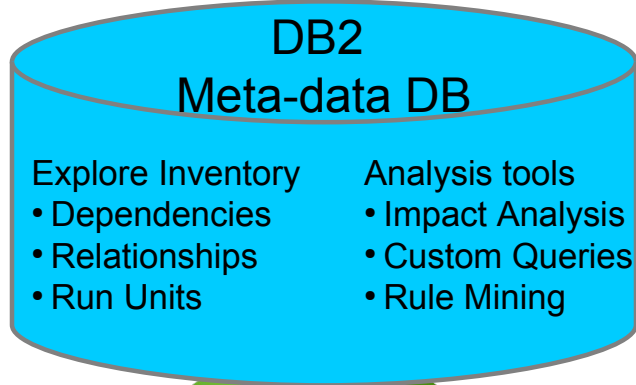 DB2
Meta-data DB
Explore Inventory
• Dependencies
• Relationships
• Run Units
Analysis tools
• Impact Analysis
• Custom Queries
• Rule Mining